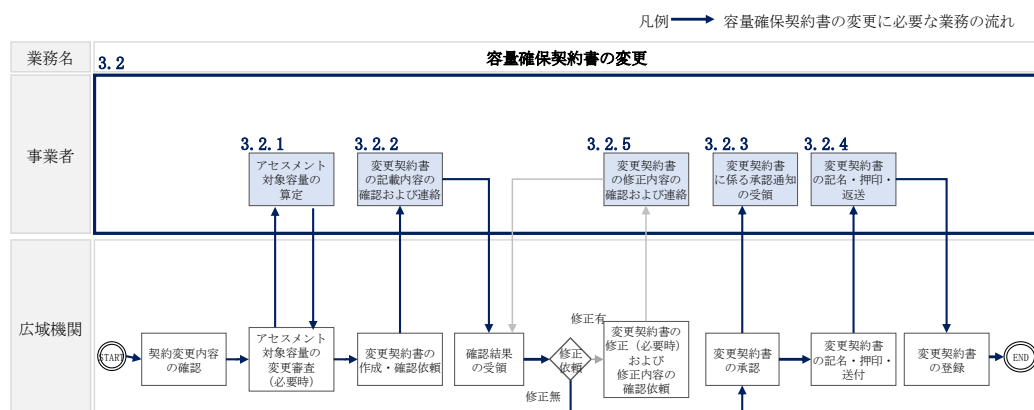 凡例 容量確保契約書の変更に必要な業務の流れ
業務名
3.2
容量確保契約書の変更
事業者
3.2.1
アセスメント
対象容量の
算定
3.2.2
変更契約書
の記載内容の
確認および連絡
3.2.5
変更契約書
の修正内容の
確認および連絡
3.2.3
変更契約書
に係る承認通知
の受領
3.2.4
変更契約書
の記名・押印・
返送
広域機関
START
契約変更内容
の確認
アセスメント
対象容量の
変更審査
(必要時)
変更契約書の
作成・確認依頼
確認結果
の受領
修正
依頼
修正有
修正無
変更契約書の
修正（必要時）
および
修正内容の
確認依頼
変更契約書
の承認
変更契約書
の記名・押印・
送付
変更契約書
の登録
END